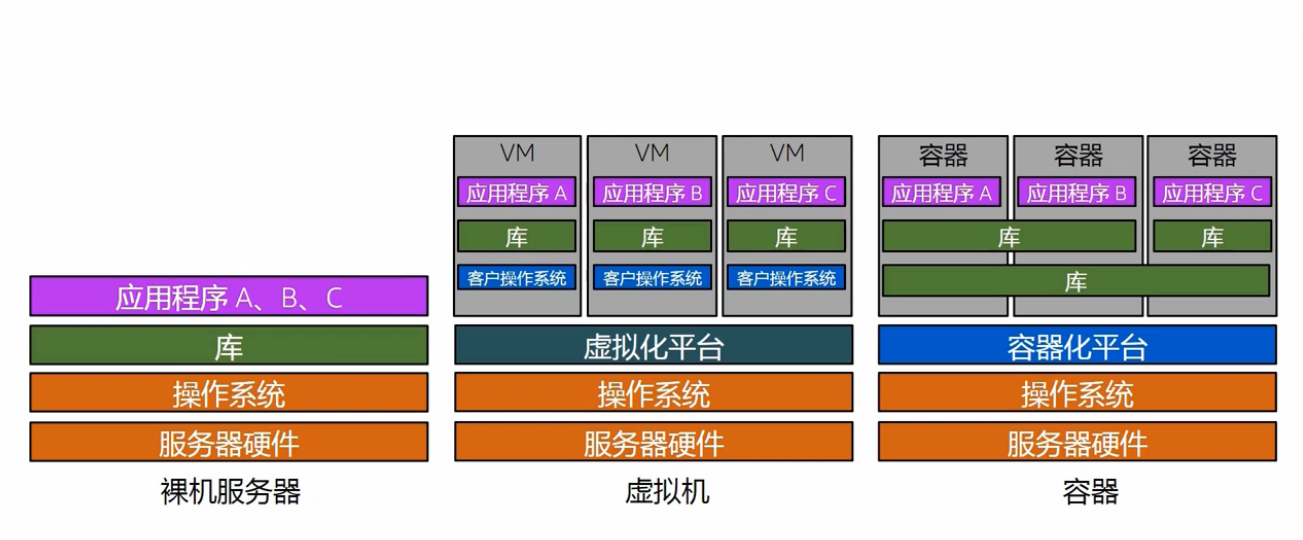 应用程序 A、B、C
库
操作系统
服务器硬件
裸机服务器
VM
VM
VM
应用程序 A
应用程序 B
应用程序 C
库
库
库
客户操作系统
客户操作系统
客户操作系统
虚拟化平台
操作系统
服务器硬件
虚拟机
容器
容器
容器
应用程序 A
应用程序 B
应用程序 C
库
库
库
容器化平台
操作系统
服务器硬件
容器